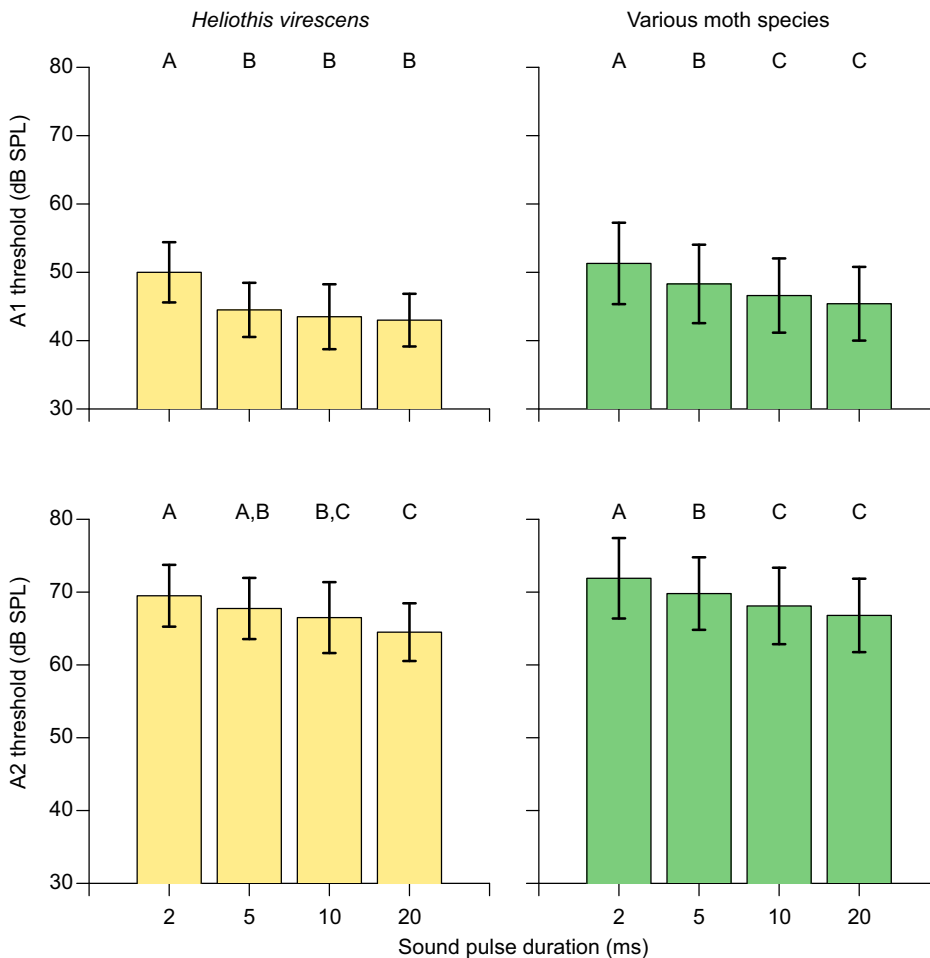 Heliothis virescens
Various moth species
A B B B
A B C C
80
70
60
50
40
30
A1 threshold (dB SPL)
A A,B B,C C
A B C C
80
70
60
50
40
30
A2 threshold (dB SPL)
2 5 10 20
2 5 10 20
Sound pulse duration (ms)